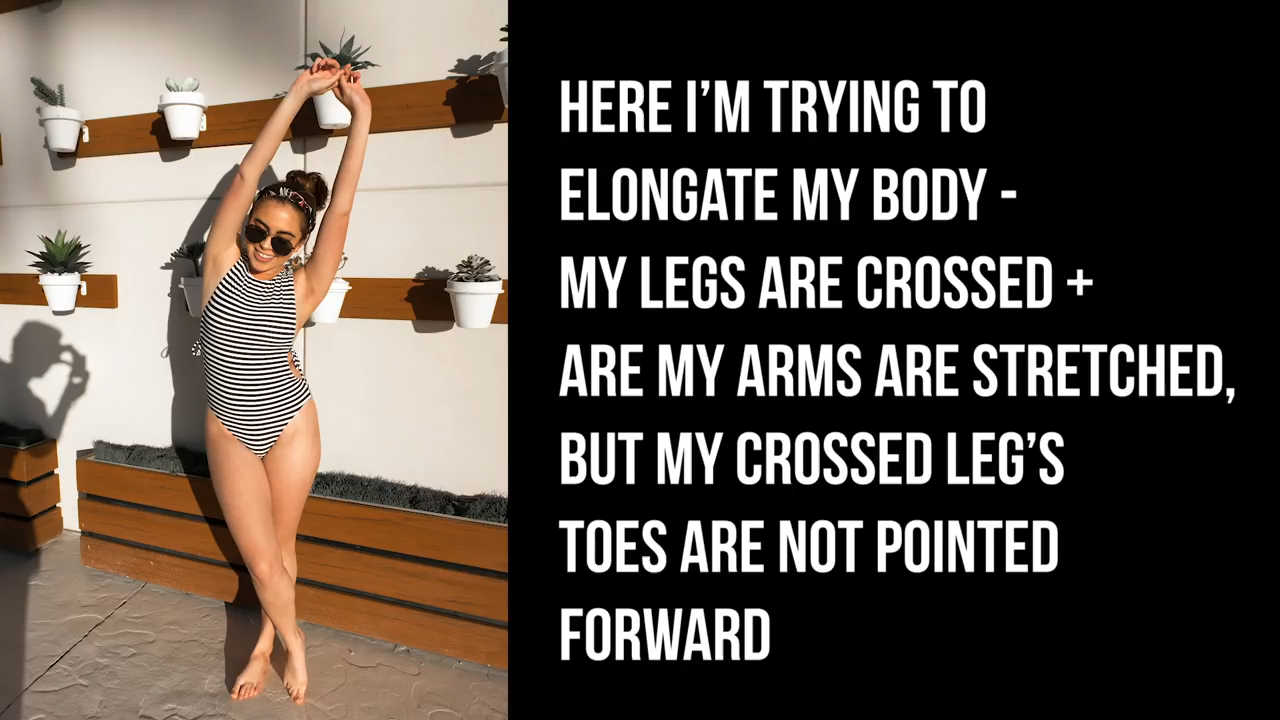 HERE I'M TRYING TO
ELONGATE MY BODY -
MY LEGS ARE CROSSED +
ARE MY ARMS ARE STRETCHED,
BUT MY CROSSED LEG'S
TOES ARE NOT POINTED
FORWARD